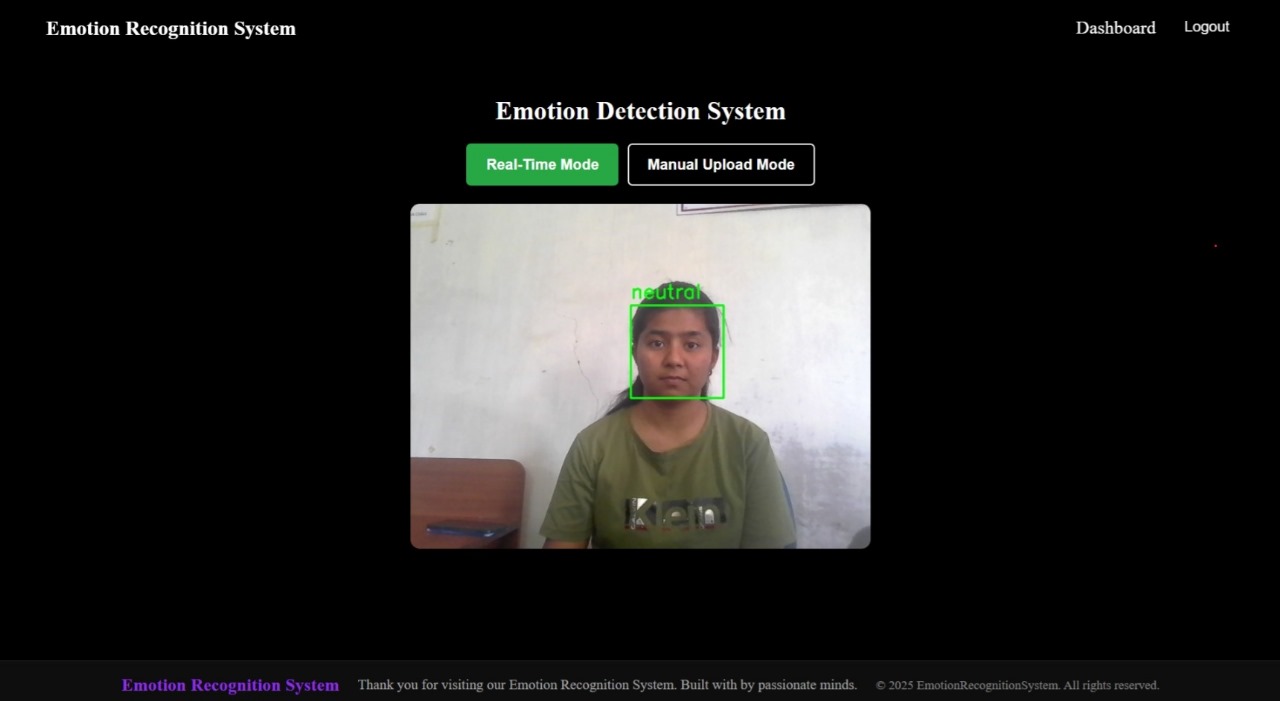 Emotion Recognition System
Dashboard
Logout
Emotion Detection System
Real-Time Mode
Manual Upload Mode
neutral
Klem
Emotion Recognition System
Thank you for visiting our Emotion Recognition System. Built with by passionate minds.
© 2025 EmotionRecognitionSystem. All rights reserved.